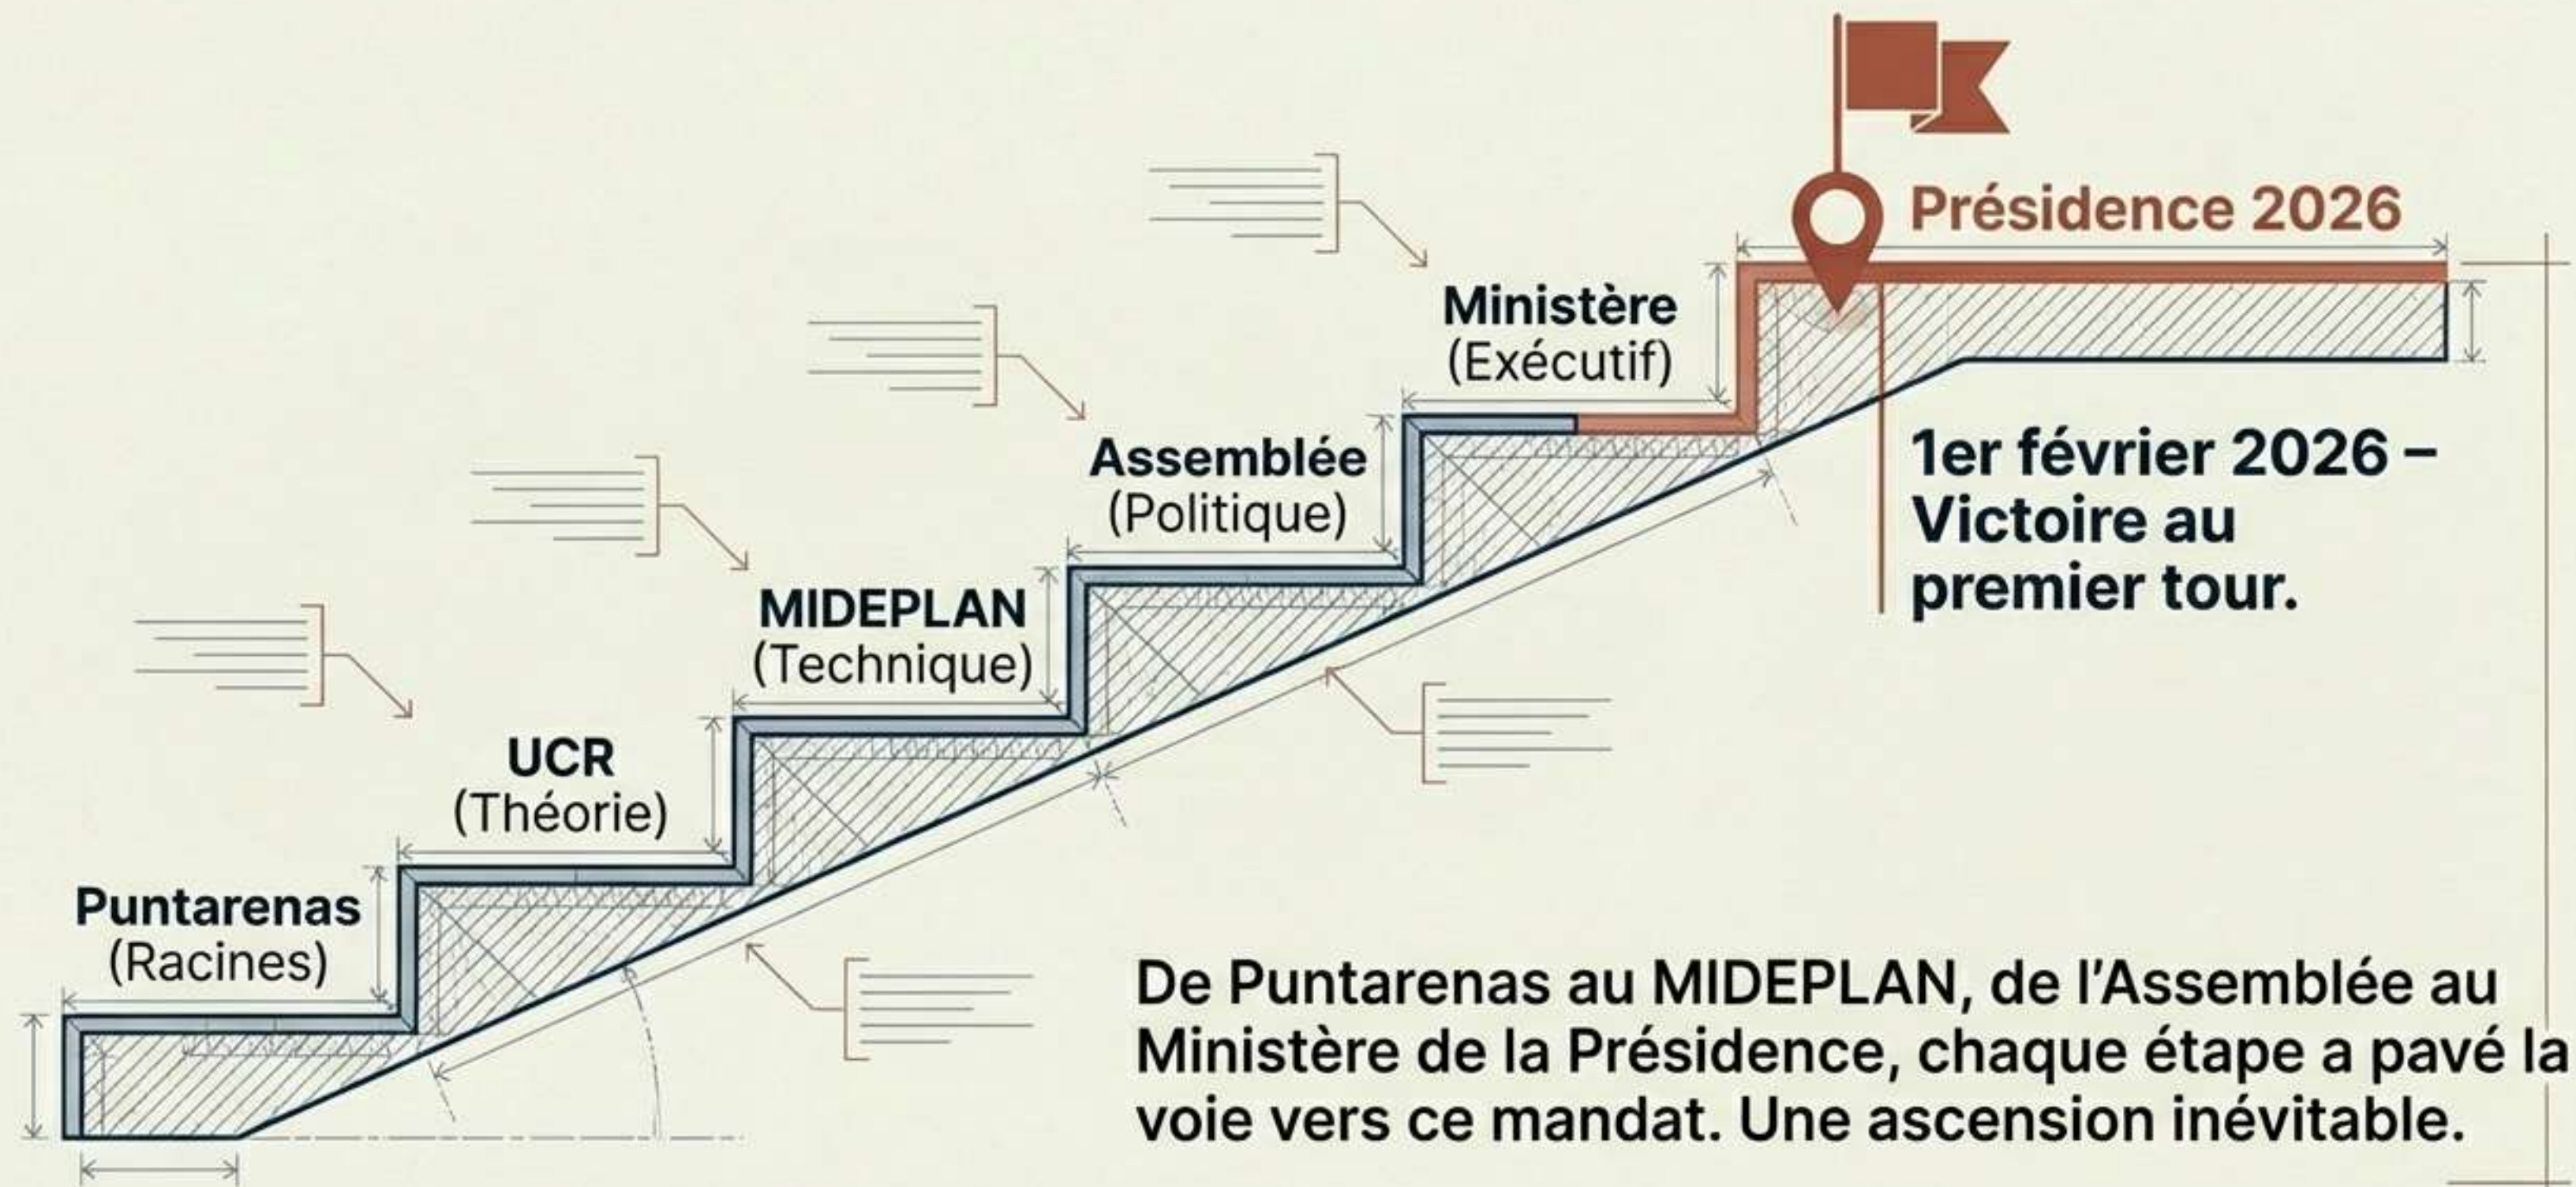 Présidence 2026
Ministère
(Exécutif)
Assemblée
(Politique)
1er février 2026 –
Victoire au
premier tour.
MIDEPLAN
(Technique)
UCR
(Théorie)
Puntarenas
(Racines)
De Puntarenas au MIDEPLAN, de l’Assemblée au
Ministère de la Présidence, chaque étape a pavé la
voie vers ce mandat. Une ascension inévitable.